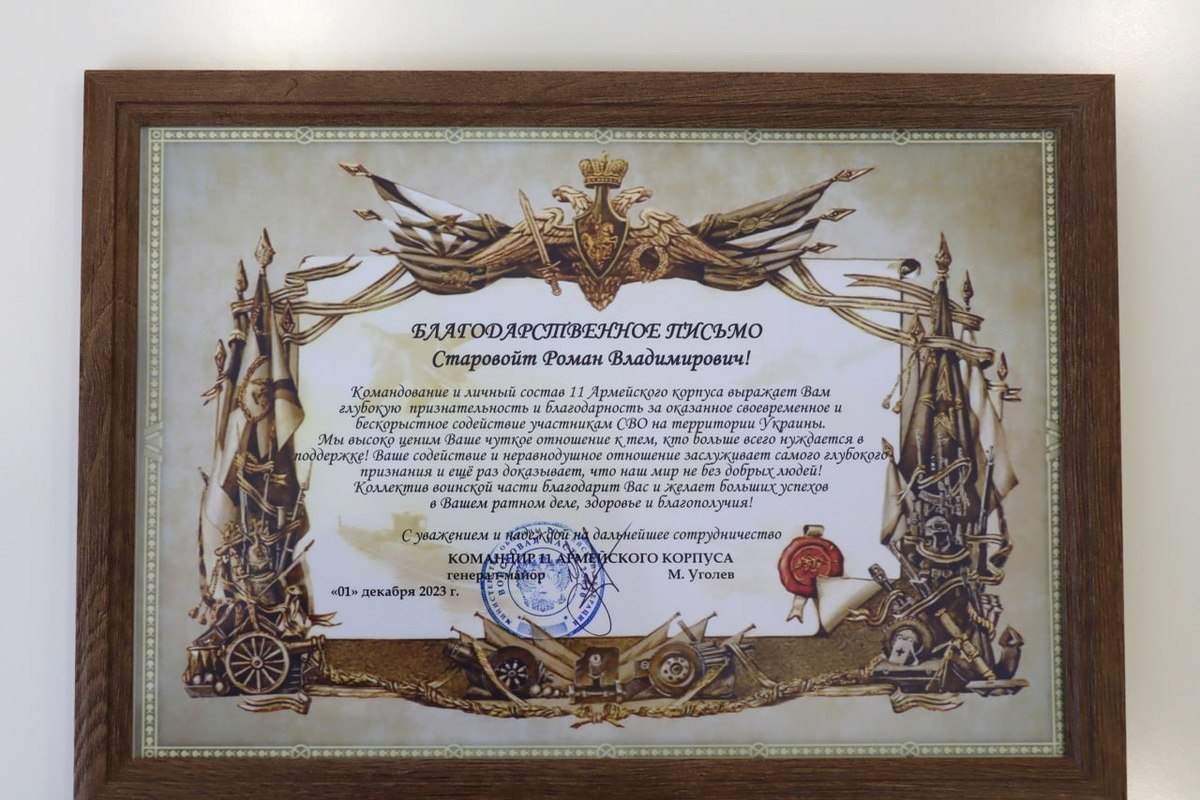 БЛАГОДАРСТВЕННОЕ ПИСЬМО
Старовойт Роман Владимирович!
Командование и личный состав 11 Армейского корпуса выражает Вам
глубокую признательность и благодарность за оказанное своевременное и
бескорыстное содействие участникам СВО на территории Украины.
Мы высоко ценим Ваше чуткое отношение к тем, кто больше всего нуждается в
поддержке! Ваше содействие и неравнодушное отношение заслуживает самого глубокого
признания и ещё раз доказывает, что наш мир не без добрых людей!
Коллектив воинской части благодарит Вас и желает больших успехов
в Вашем ратном деле, здоровье и благополучия!
С уважением и надеждой на дальнейшее сотрудничество
КОМАНДИР 11 АРМЕЙСКОГО КОРПУСА
генерал-майор М. Уголев
«01» декабря 2023 г.